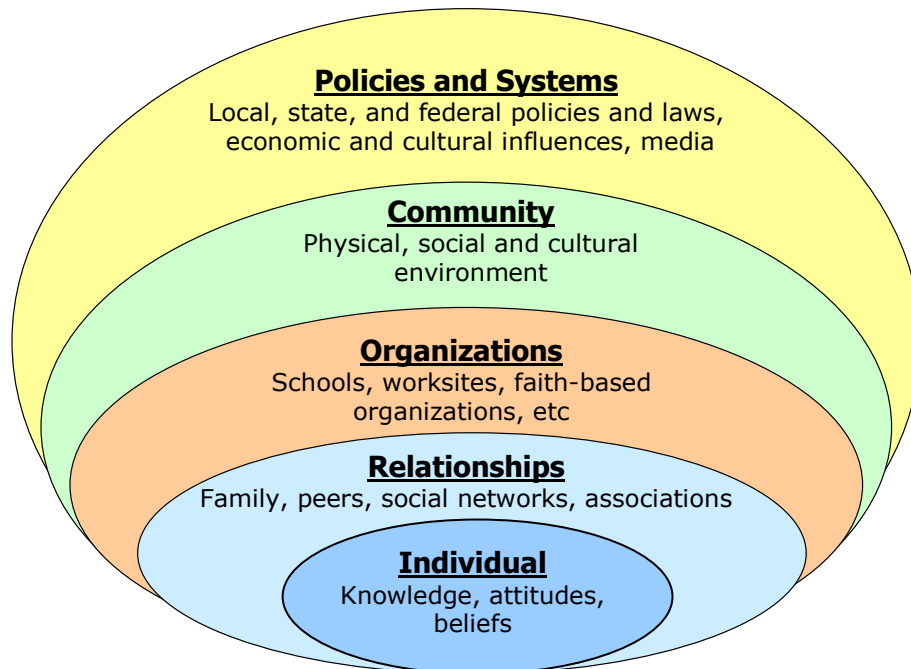 Policies and Systems
Local, state, and federal policies and laws,
economic and cultural influences, media
Community
Physical, social and cultural
environment
Organizations
Schools, worksites, faith-based
organizations, etc
Relationships
Family, peers, social networks, associations
Individual
Knowledge, attitudes,
beliefs